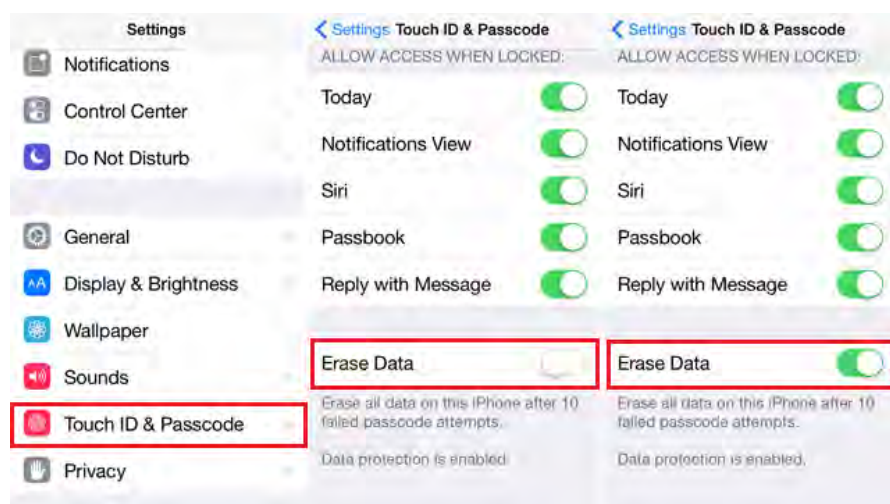 Settings
Notifications
Control Center
Do Not Disturb
General
AA Display & Brightness
Wallpaper
Sounds
Touch ID & Passcode
Privacy
Settings Touch ID & Passcode
ALLOW ACCESS WHEN LOCKED:
Today
Notifications View
Siri
Passbook
Reply with Message
Erase Data
Erase all data on this iPhone after 10
failed passcode attempts.
Data protection is enabled.
Settings Touch ID & Passcode
ALLOW ACCESS WHEN LOCKED:
Today
Notifications View
Siri
Passbook
Reply with Message
Erase Data
Erase all data on this iPhone after 10
failed passcode attempts.
Data protection is enabled.